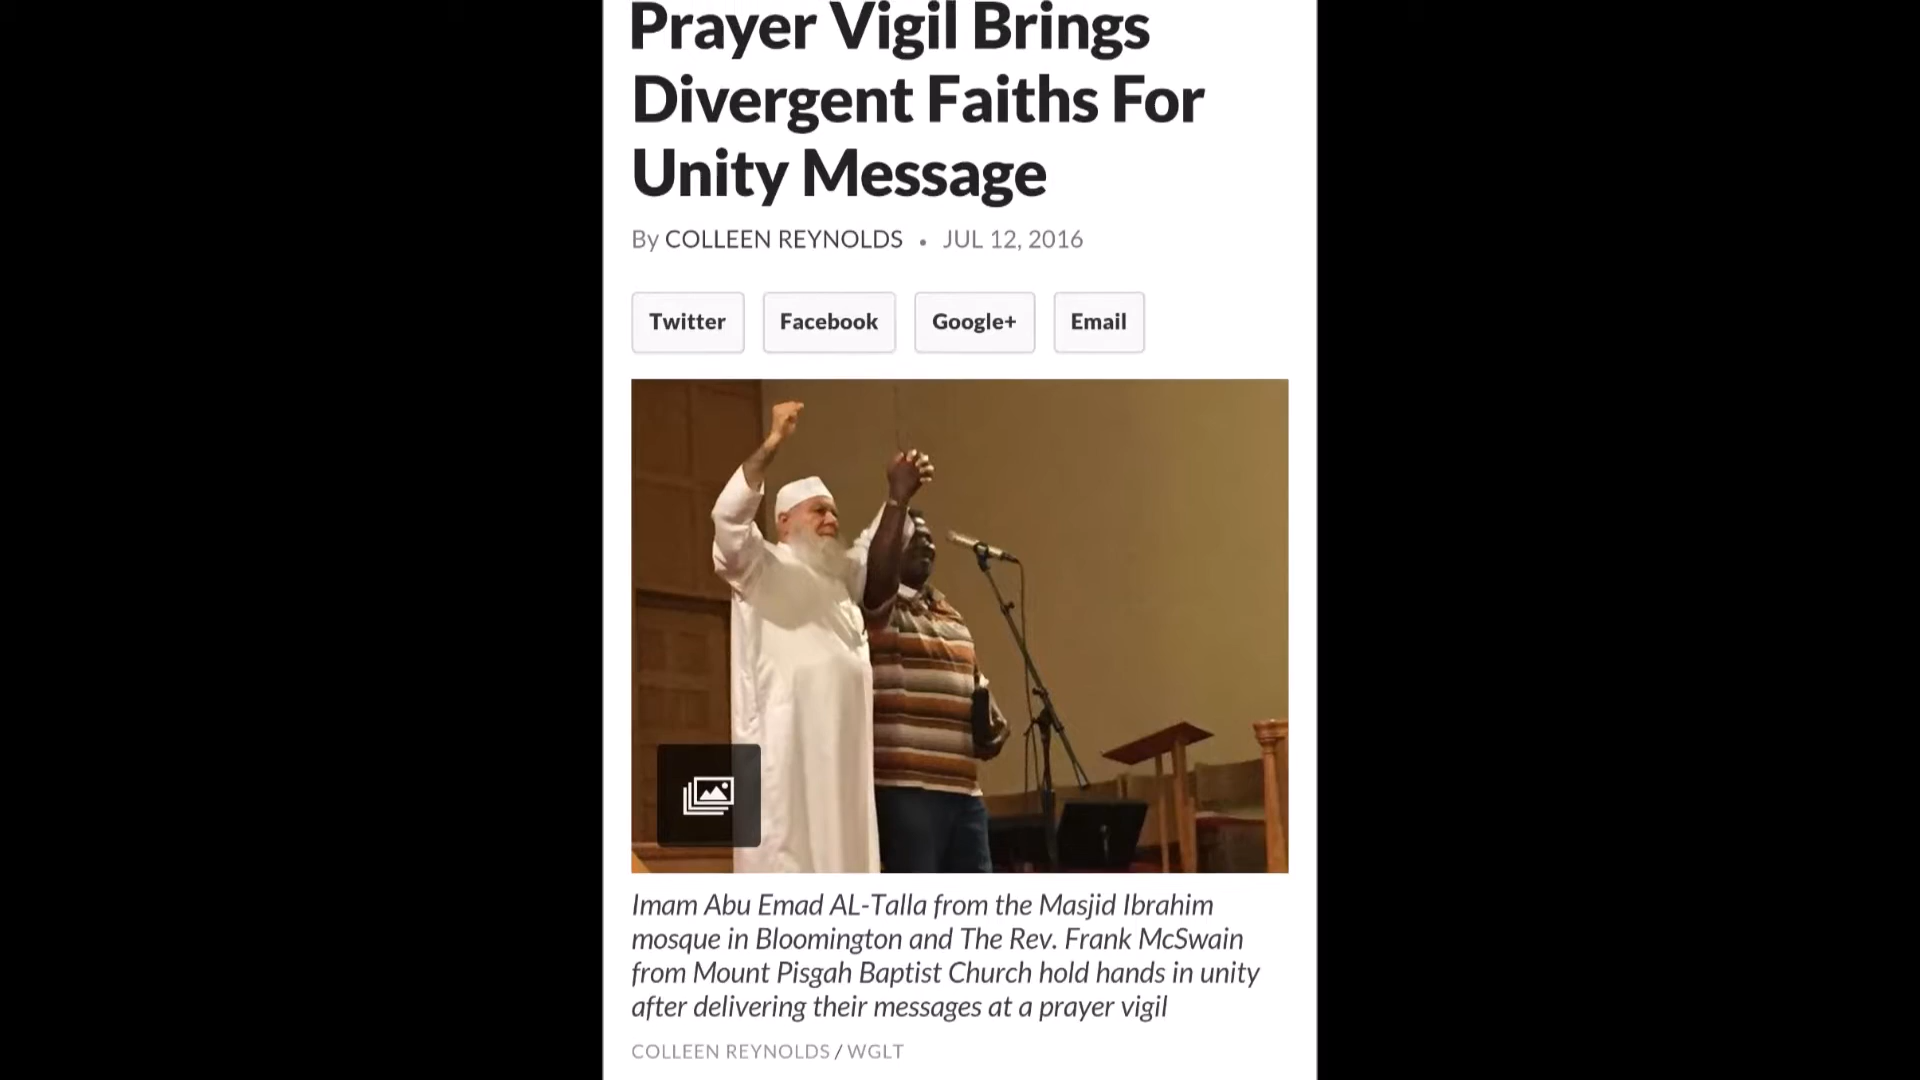 Prayer Vigil Brings
Divergent Faiths For
Unity Message
By COLLEEN REYNOLDS • JUL 12, 2016
Twitter Facebook Google+ Email
Imam Abu Emad AL-Talla from the Masjid Ibrahim
mosque in Bloomington and The Rev. Frank McSwain
from Mount Pisgah Baptist Church hold hands in unity
after delivering their messages at a prayer vigil
COLLEEN REYNOLDS / WGLT